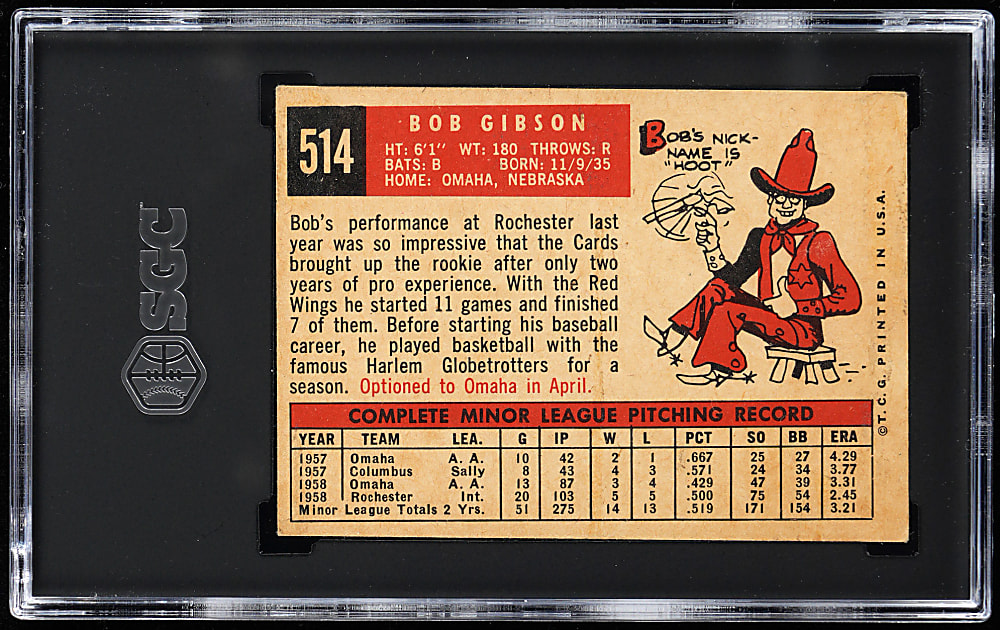 514
BOB GIBSON
HT: 6'1" WT: 180 THROWS: R
BATS: B BORN: 11/9/35
HOME: OMAHA, NEBRASKA
BOB'S NICK-
NAME IS
"HOOT"
Bob's performance at Rochester last
year was so impressive that the Cards
brought up the rookie after only two
years of pro experience. With the Red
Wings he started 11 games and finished
7 of them. Before starting his baseball
career, he played basketball with the
famous Harlem Globetrotters for a
season. Optioned to Omaha in April.
COMPLETE MINOR LEAGUE PITCHING RECORD
YEAR TEAM LEA. G IP W L PCT SO BB ERA
1957 Omaha A. A. 10 42 2 1 .667 25 27 4.29
1957 Columbus Sally 8 43 4 3 .571 24 34 3.77
1958 Omaha A. A. 13 87 3 4 .429 47 39 3.31
1958 Rochester Int. 20 103 5 5 .500 75 54 2.45
Minor League Totals 2 Yrs. 51 275 14 13 .519 171 154 3.21
©T.C.G. PRINTED IN U.S.A.
SGC